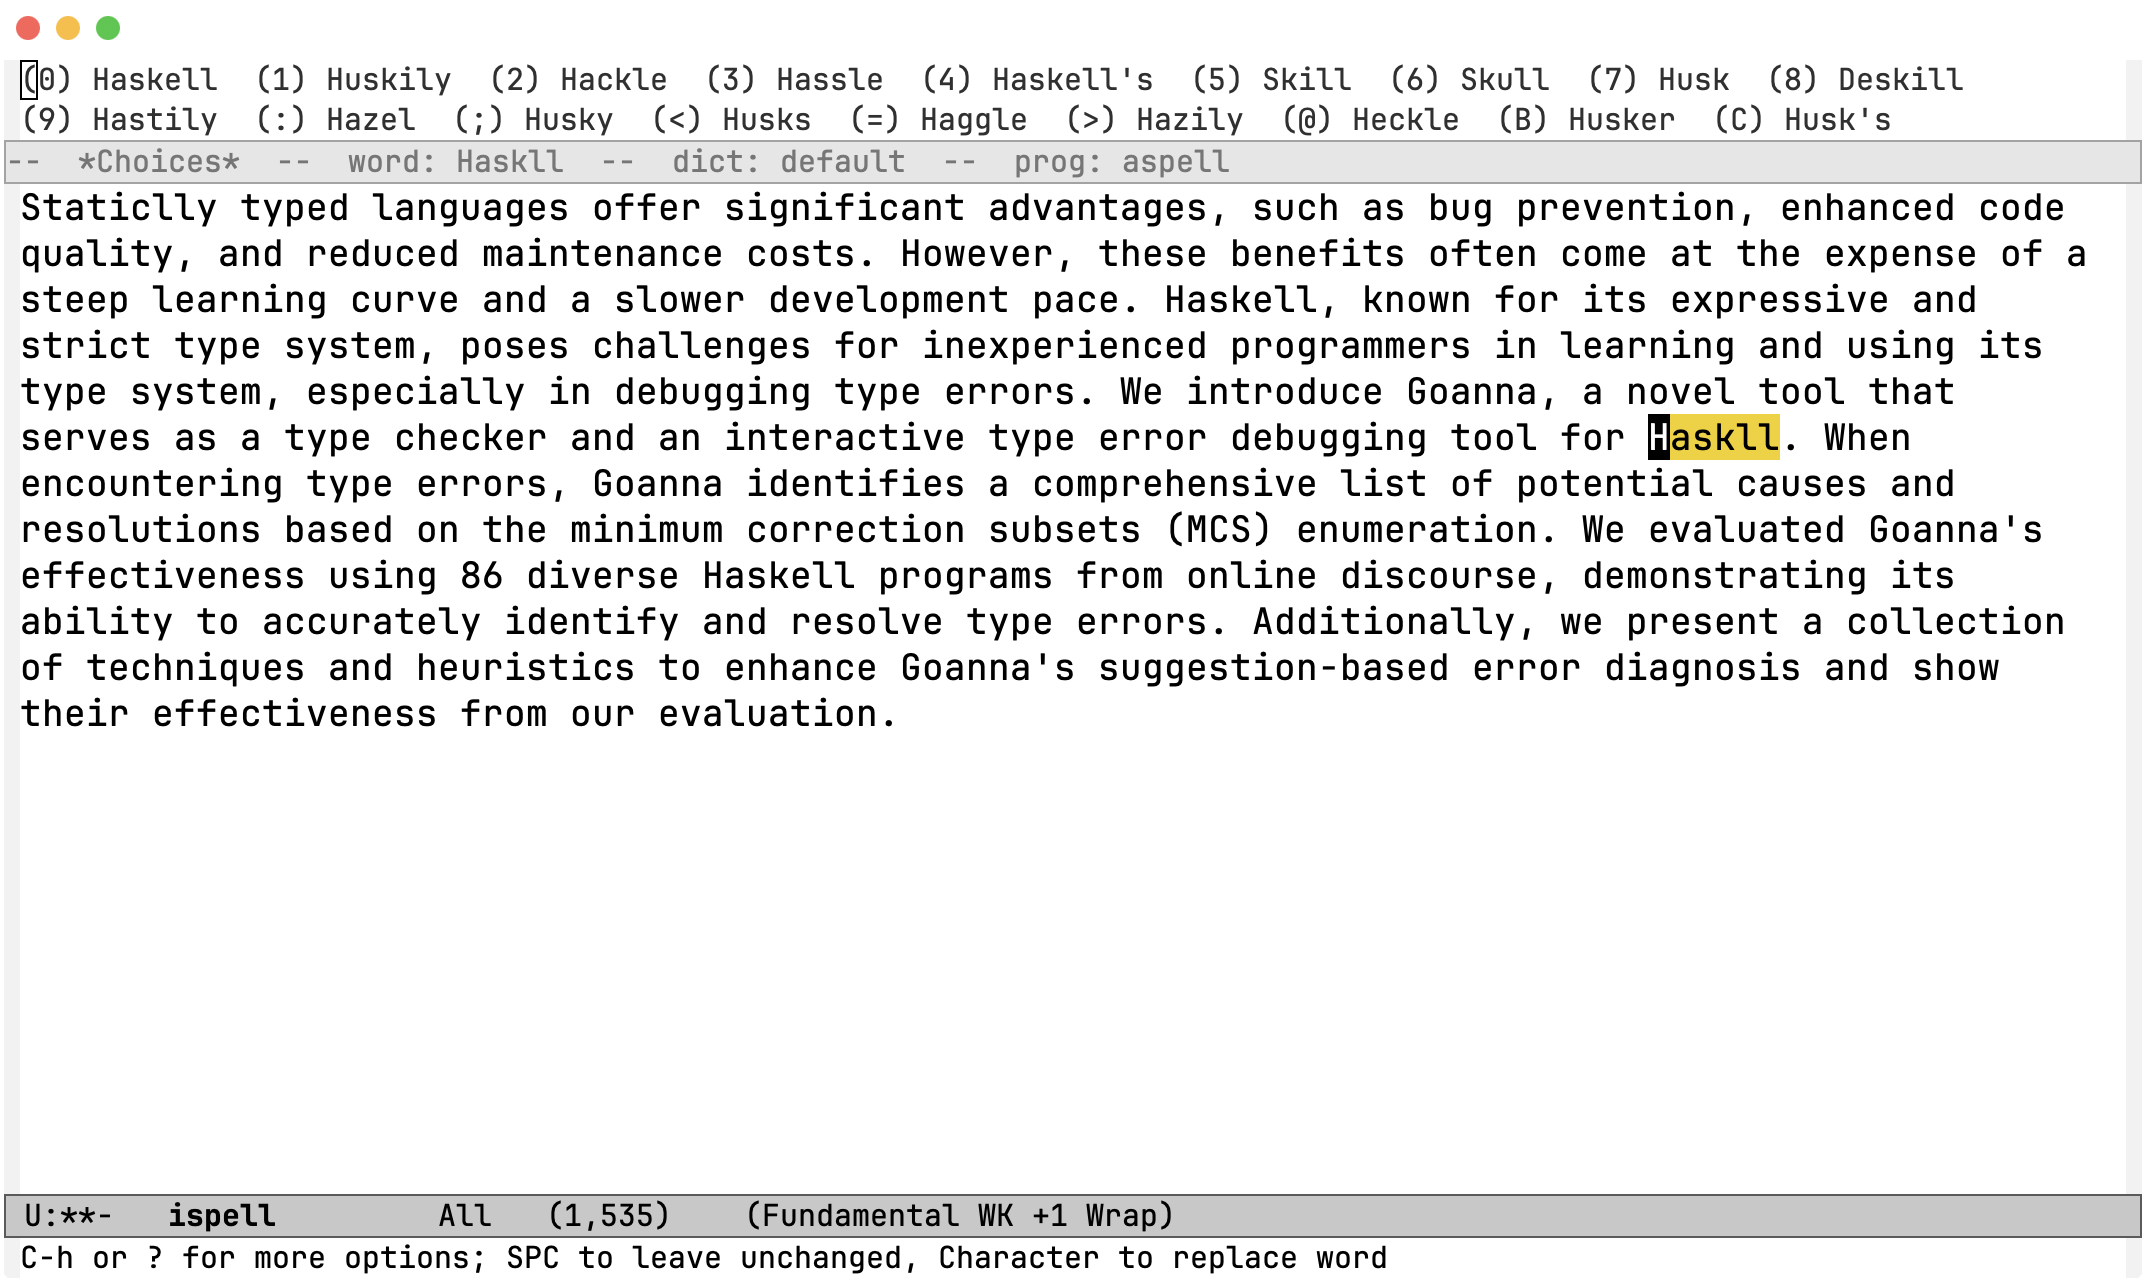 (0) Haskell  (1) Huskily  (2) Hackle  (3) Hassle  (4) Haskell's  (5) Skill  (6) Skull  (7) Husk  (8) Deskill
(9) Hastily  (:) Hazel  (;) Husky  (<) Husks  (=) Haggle  (>) Hazily  (@) Heckle  (B) Husker  (C) Husk's
--  *Choices*  --  word: Haskll  --  dict: default  --  prog: aspell
Staticlly typed languages offer significant advantages, such as bug prevention, enhanced code
quality, and reduced maintenance costs. However, these benefits often come at the expense of a
steep learning curve and a slower development pace. Haskell, known for its expressive and
strict type system, poses challenges for inexperienced programmers in learning and using its
type system, especially in debugging type errors. We introduce Goanna, a novel tool that
serves as a type checker and an interactive type error debugging tool for Haskll. When
encountering type errors, Goanna identifies a comprehensive list of potential causes and
resolutions based on the minimum correction subsets (MCS) enumeration. We evaluated Goanna's
effectiveness using 86 diverse Haskell programs from online discourse, demonstrating its
ability to accurately identify and resolve type errors. Additionally, we present a collection
of techniques and heuristics to enhance Goanna's suggestion-based error diagnosis and show
their effectiveness from our evaluation.
U:**-   ispell         All   (1,535)    (Fundamental WK +1 Wrap)
C-h or ? for more options; SPC to leave unchanged, Character to replace word